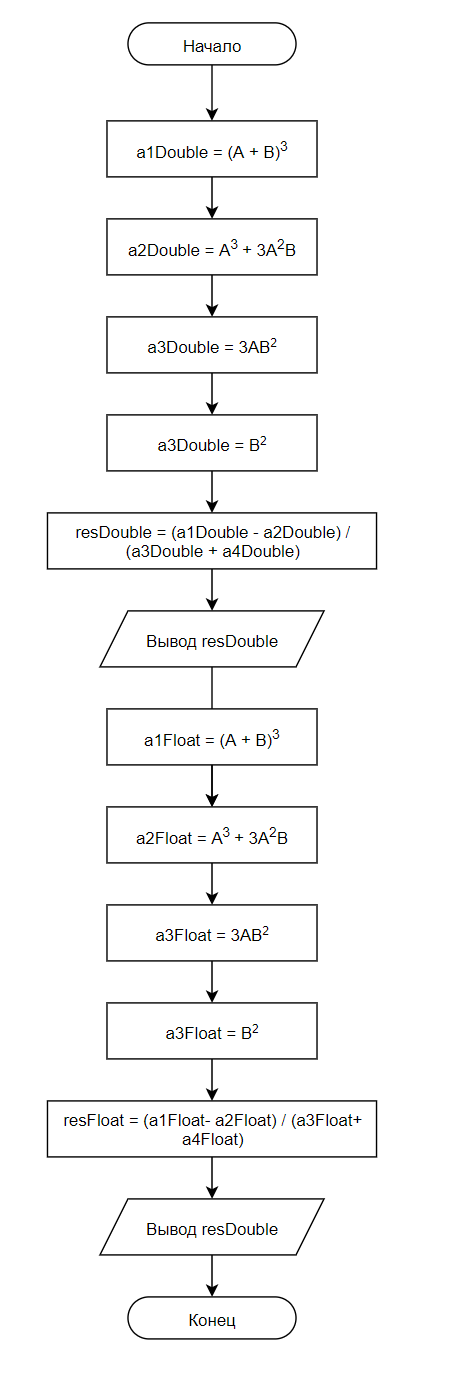 Начало
a1Double = (A + B)³
a2Double = A³ + 3A²B
a3Double = 3AB²
a3Double = B²
resDouble = (a1Double - a2Double) /
(a3Double + a4Double)
Вывод resDouble
a1Float = (A + B)³
a2Float = A³ + 3A²B
a3Float = 3AB²
a3Float = B²
resFloat = (a1Float- a2Float) / (a3Float+
a4Float)
Вывод resDouble
Конец